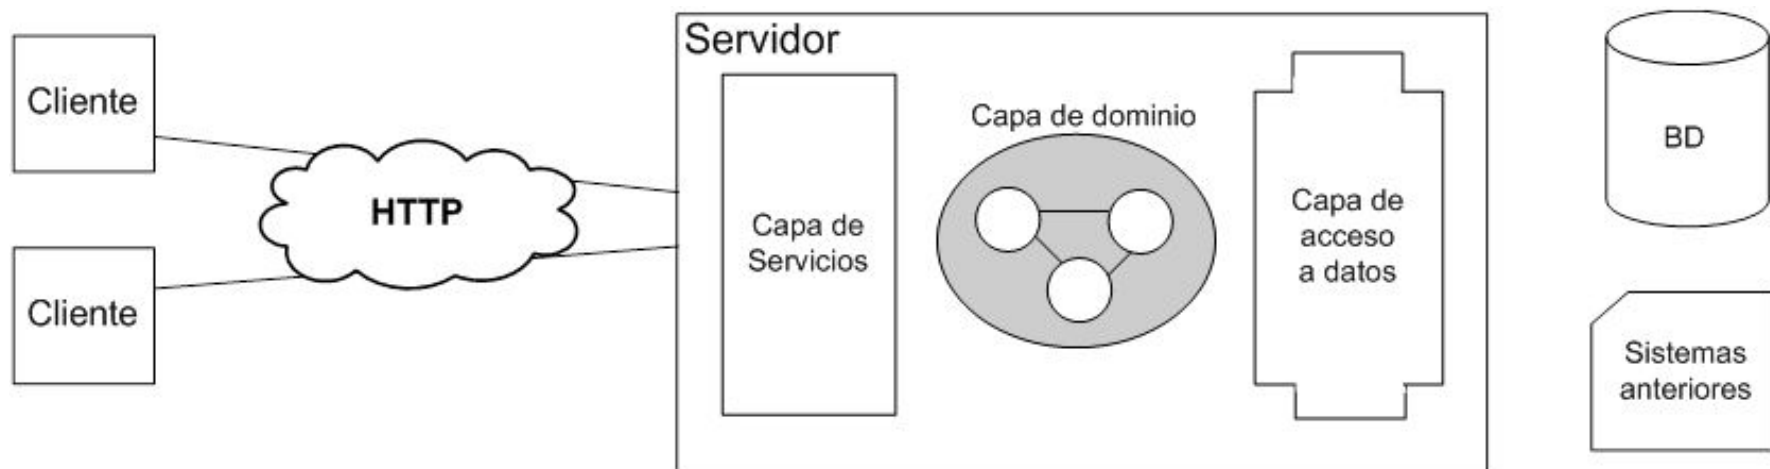 Cliente
Cliente
HTTP
Servidor
Capa de
Servicios
Capa de dominio
Capa de
acceso
a datos
BD
Sistemas
anteriores